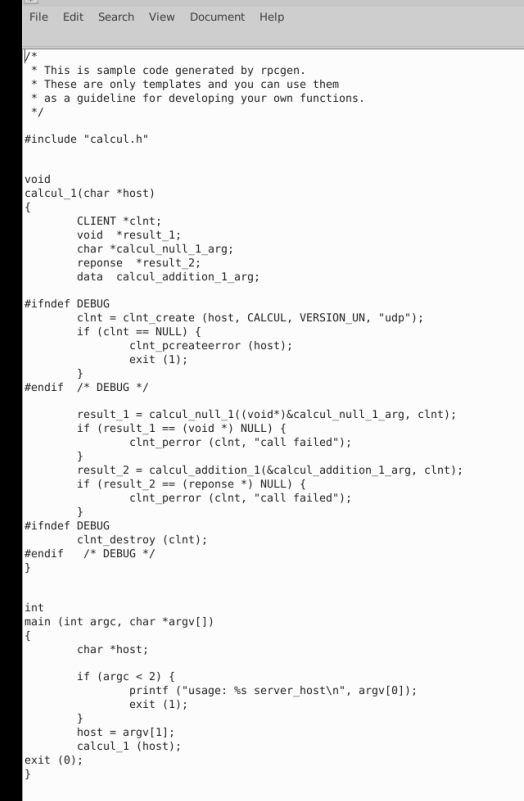 File Edit Search View Document Help
/*
 * This is sample code generated by rpcgen.
 * These are only templates and you can use them
 * as a guideline for developing your own functions.
 */

#include "calcul.h"


void
calcul_1(char *host)
{
        CLIENT *clnt;
        void  *result_1;
        char *calcul_null_1_arg;
        reponse  *result_2;
        data  calcul_addition_1_arg;

#ifndef DEBUG
        clnt = clnt_create (host, CALCUL, VERSION_UN, "udp");
        if (clnt == NULL) {
                clnt_pcreateerror (host);
                exit (1);
        }
#endif  /* DEBUG */

        result_1 = calcul_null_1((void*)&calcul_null_1_arg, clnt);
        if (result_1 == (void *) NULL) {
                clnt_perror (clnt, "call failed");
        }
        result_2 = calcul_addition_1(&calcul_addition_1_arg, clnt);
        if (result_2 == (reponse *) NULL) {
                clnt_perror (clnt, "call failed");
        }
#ifndef DEBUG
        clnt_destroy (clnt);
#endif   /* DEBUG */
}


int
main (int argc, char *argv[])
{
        char *host;

        if (argc < 2) {
                printf ("usage: %s server_host\n", argv[0]);
                exit (1);
        }
        host = argv[1];
        calcul_1 (host);
exit (0);
}